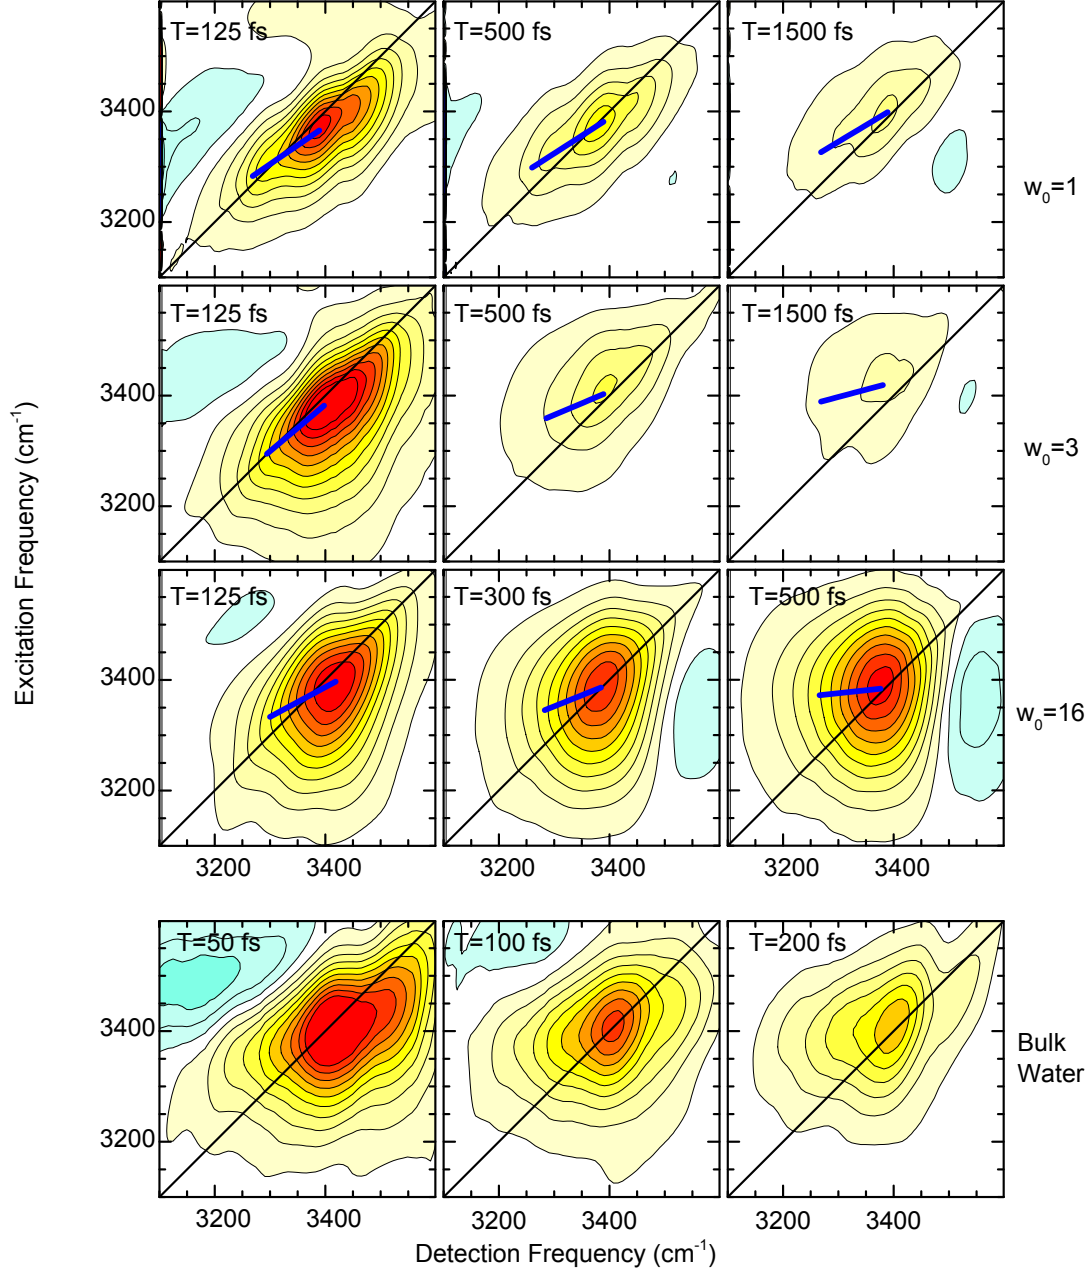 T=125 fs
T=500 fs
T=1500 fs
3400
3200
w₀=1
T=125 fs
T=500 fs
T=1500 fs
3400
3200
w₀=3
T=125 fs
T=300 fs
T=500 fs
3400
3200
w₀=16
3200 3400
3200 3400
3200 3400
T=50 fs
T=100 fs
T=200 fs
3400
3200
Bulk
Water
3200 3400
3200 3400
3200 3400
Excitation Frequency (cm⁻¹)
Detection Frequency (cm⁻¹)